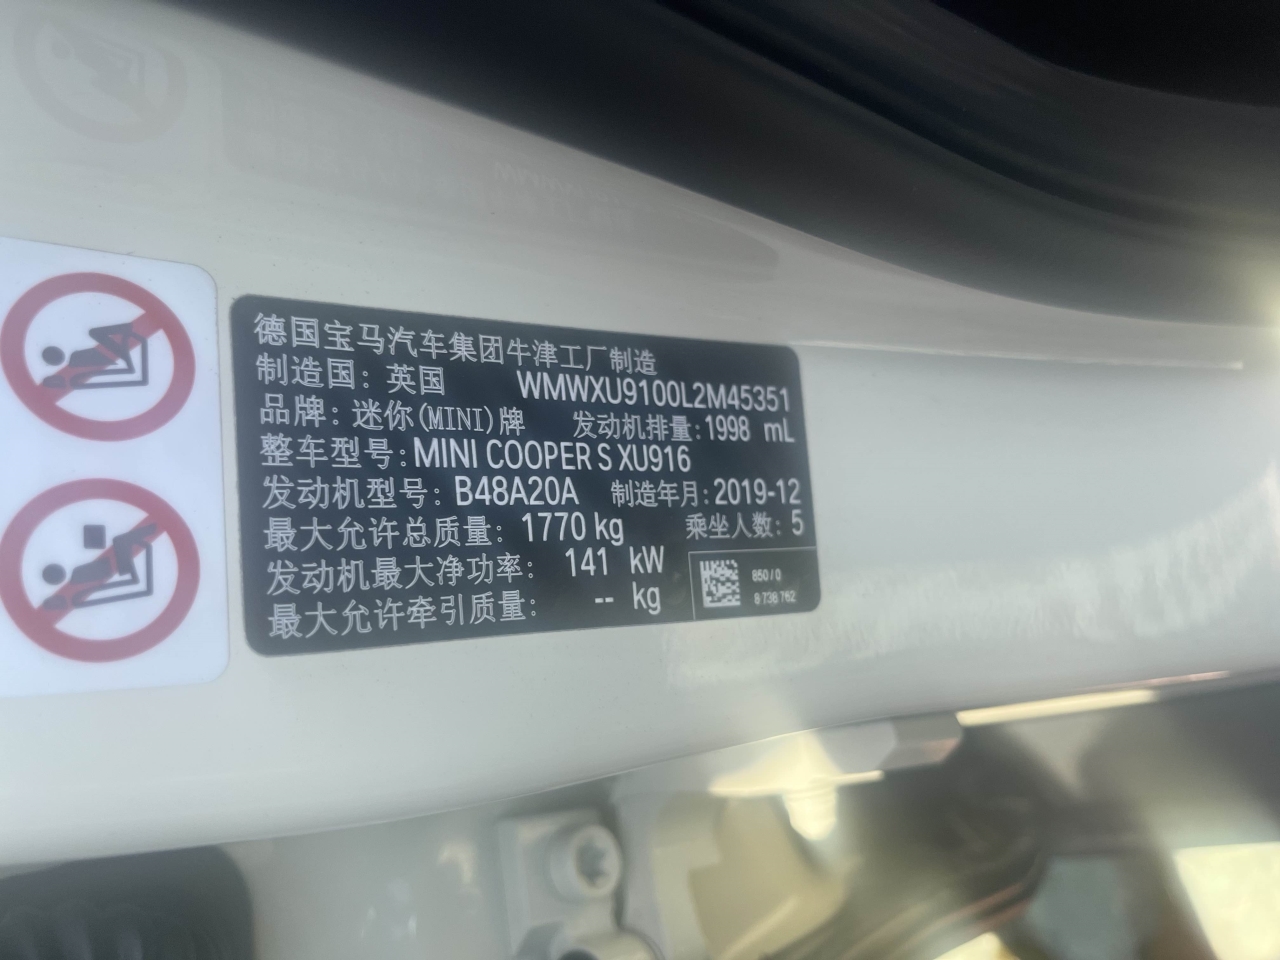 德国宝马汽车集团牛津工厂制造
制造国：英国 WMWXU9100L2M45351
品牌：迷你(MINI)牌 发动机排量：1998 mL
整车型号：MINI COOPER S XU916
发动机型号：B48A20A 制造年月：2019-12
最大允许总质量：1770 kg 乘坐人数：5
发动机最大净功率：141 kW
最大允许牵引质量：-- kg
850 / 0
8 738 762